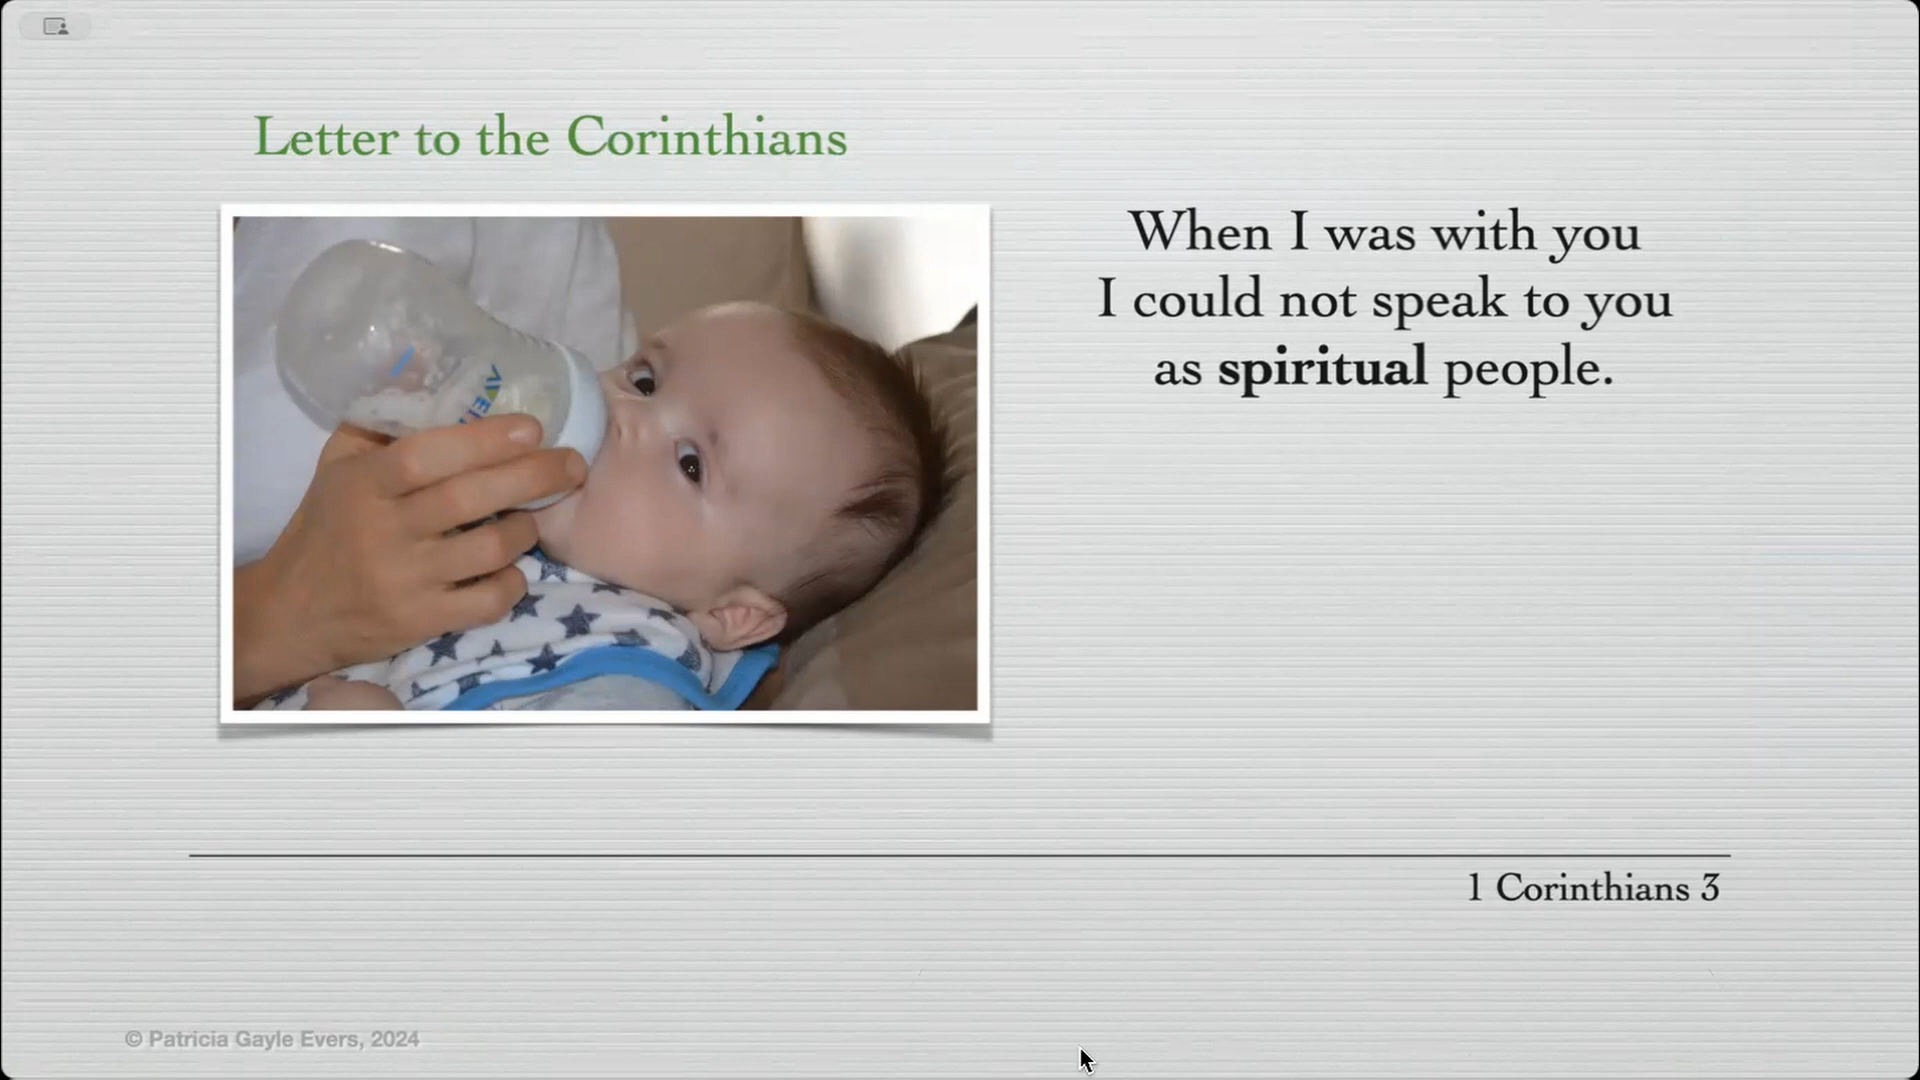 Letter to the Corinthians
When I was with you
I could not speak to you
as spiritual people.
AVENT
1 Corinthians 3
© Patricia Gayle Evers, 2024